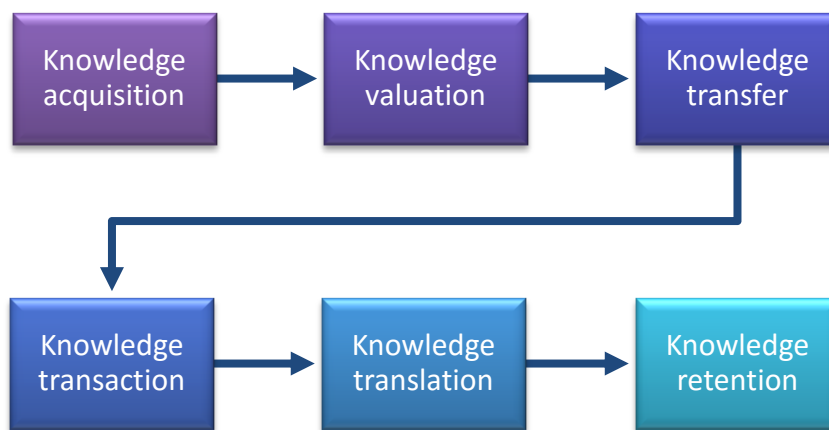 Knowledge
acquisition
Knowledge
valuation
Knowledge
transfer
Knowledge
transaction
Knowledge
translation
Knowledge
retention